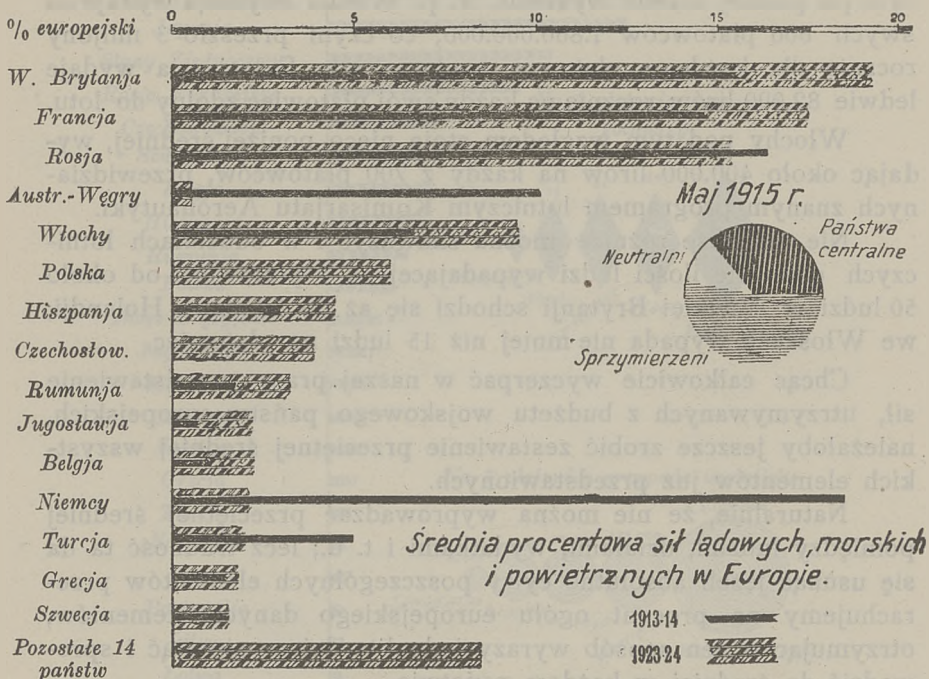 0 5 10 15 20
% europejski
W. Brytanja
Francja
Rosja
Austr.-Węgry
Włochy
Polska
Hiszpanja
Czechosłow.
Rumunja
Jugosławja
Belgja
Niemcy
Turcja
Grecja
Szwecja
Pozostałe 14
państw
Maj 1915 r.
Państwa
centralne
Neutralni
Sprzymierzeni
Średnia procentowa sił lądowych, morskich
i powietrznych w Europie.
1913-14
1923-24